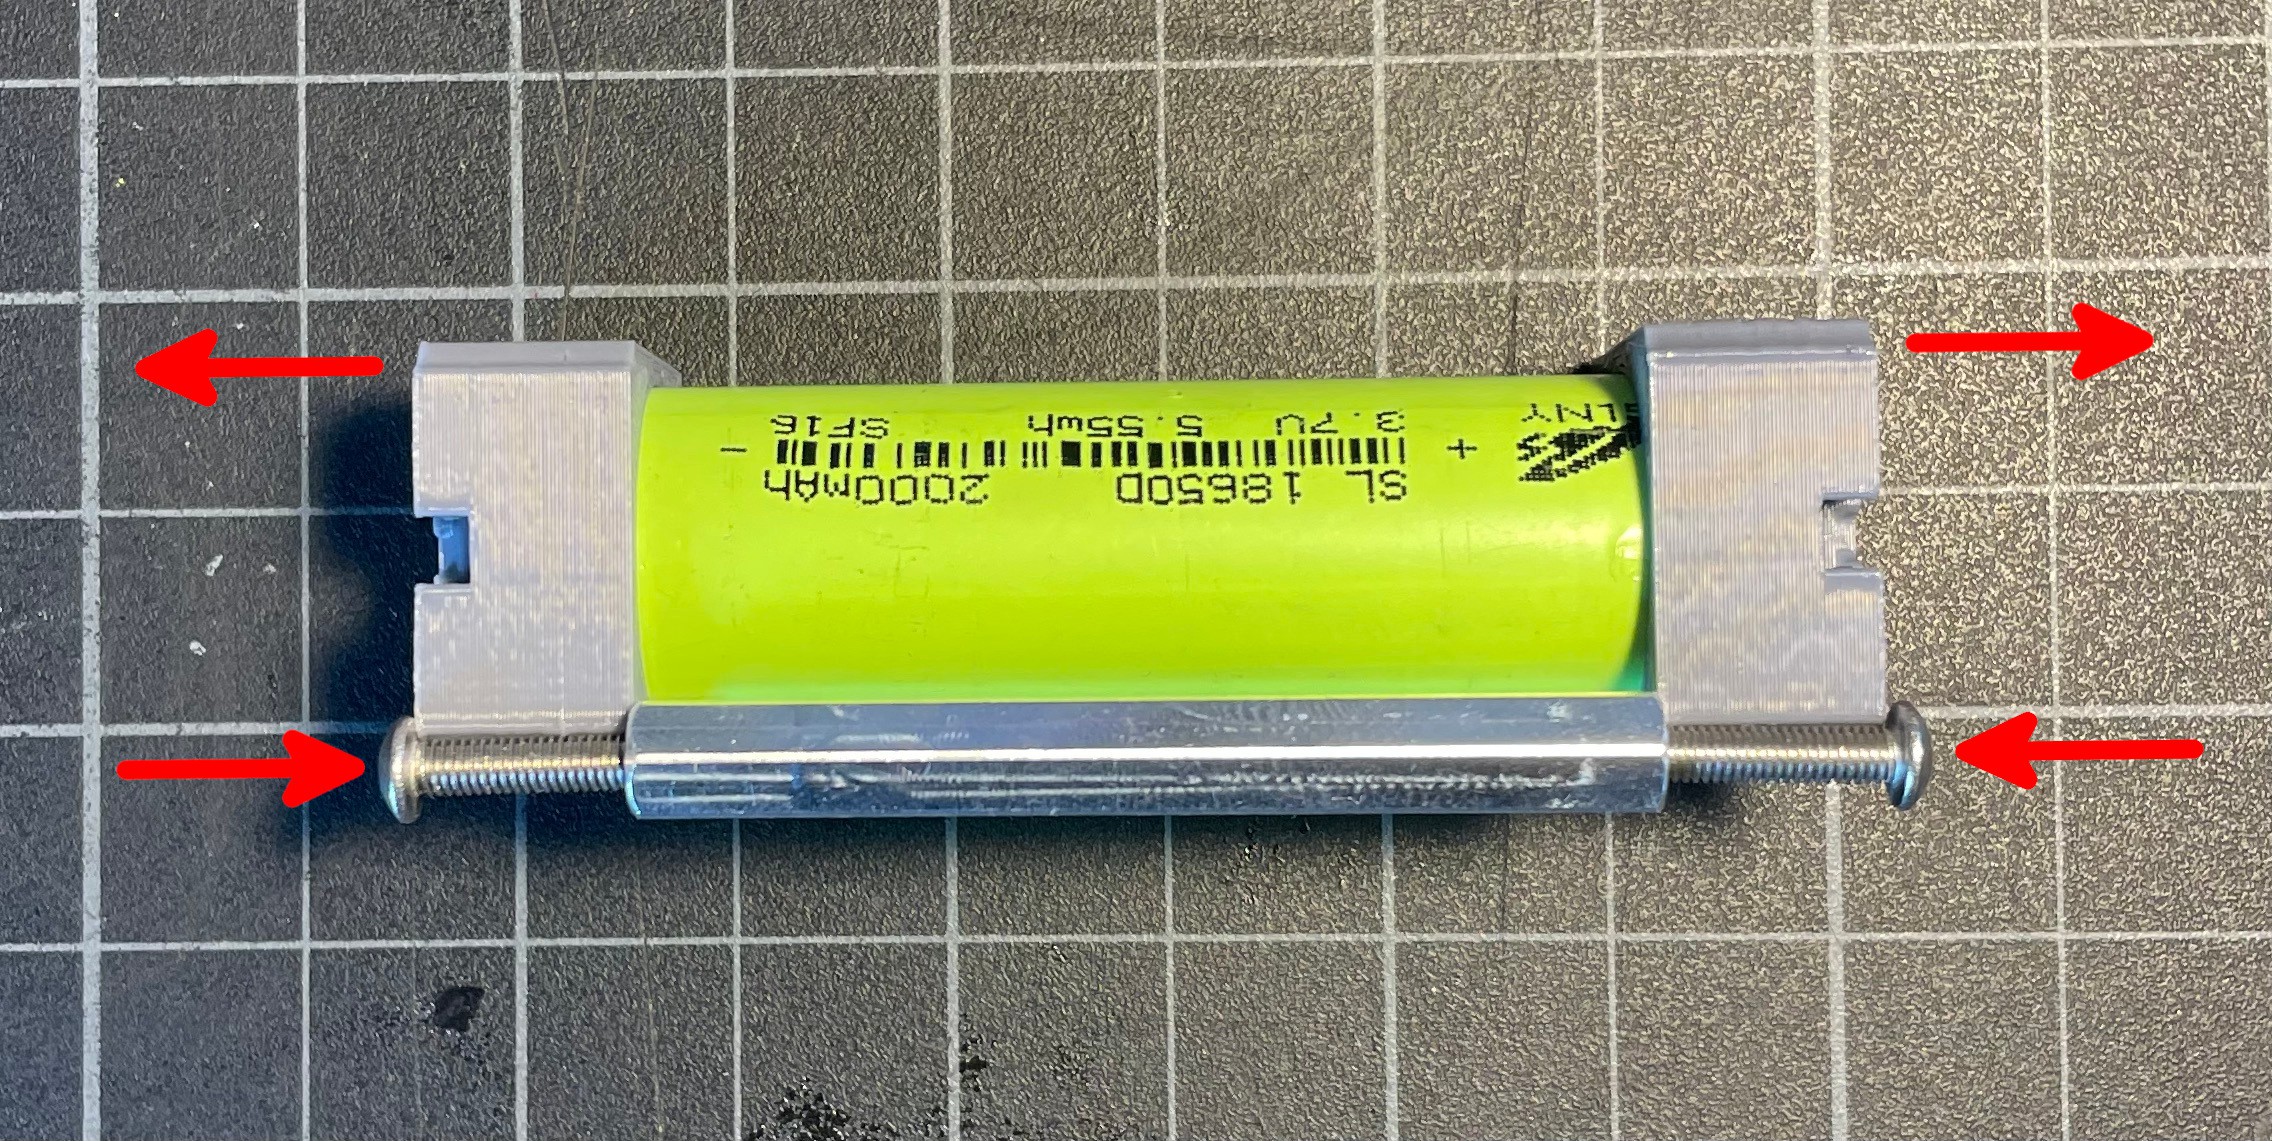 SL 18650D 2000mAh
+ -
3.7V 5.55wh SF16